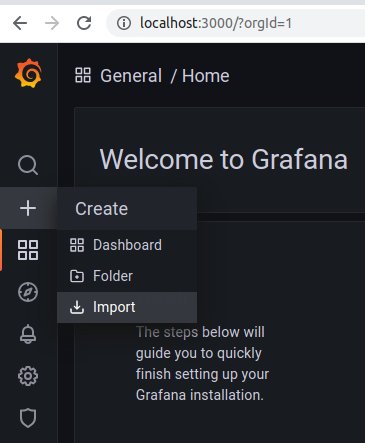 localhost:3000/?orgId=1
General / Home
Welcome to Grafana
Create
Dashboard
Folder
Import
The steps below will
guide you to quickly
finish setting up your
Grafana installation.